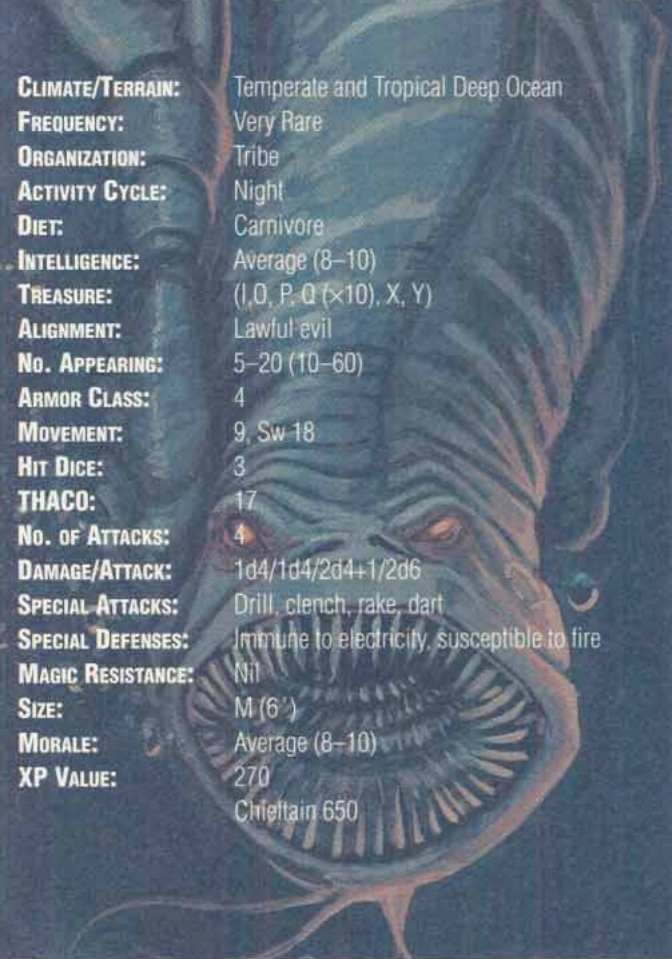 CLIMATE/TERRAIN: Temperate and Tropical Deep Ocean
FREQUENCY: Very Rare
ORGANIZATION: Tribe
ACTIVITY CYCLE: Night
DIET: Carnivore
INTELLIGENCE: Average (8–10)
TREASURE: (I,O, P, Q (×10), X, Y)
ALIGNMENT: Lawful evil
NO. APPEARING: 5–20 (10–60)
ARMOR CLASS: 4
MOVEMENT: 9, Sw 18
HIT DICE: 3
THACO: 17
NO. OF ATTACKS: 4
DAMAGE/ATTACK: 1d4/1d4/2d4+1/2d6
SPECIAL ATTACKS: Drill, clench, rake, dart
SPECIAL DEFENSES: Immune to electricity, susceptible to fire
MAGIC RESISTANCE: Nil
SIZE: M (6´)
MORALE: Average (8–10)
XP VALUE: 270
Chieftain 650